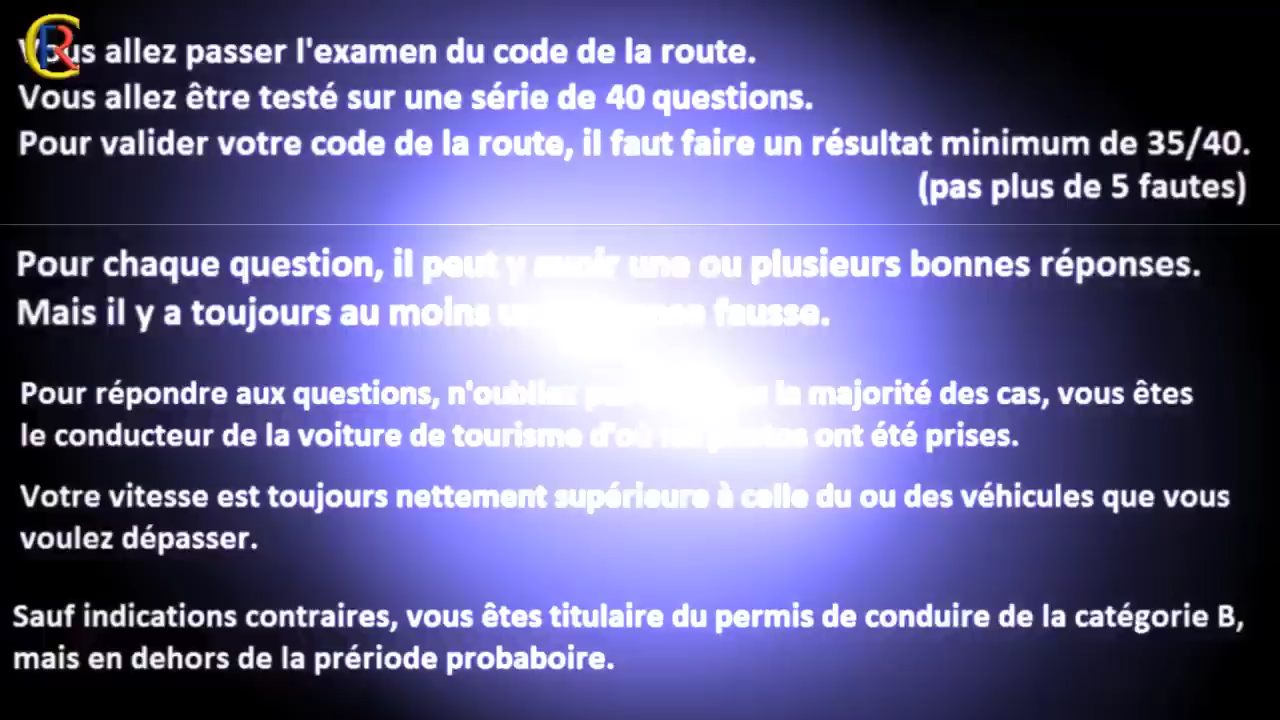 Vous allez passer l'examen du code de la route.
Vous allez être testé sur une série de 40 questions.
Pour valider votre code de la route, il faut faire un résultat minimum de 35/40.
(pas plus de 5 fautes)
Pour chaque question, il peut y avoir une ou plusieurs bonnes réponses.
Mais il y a toujours au moins fausse.
Pour répondre aux questions, n'oubliez la majorité des cas, vous êtes
le conducteur de la voiture de tourisme d'où les photos ont été prises.
Votre vitesse est toujours nettement supérieure à celle du ou des véhicules que vous
voulez dépasser.
Sauf indications contraires, vous êtes titulaire du permis de conduire de la catégorie B,
mais en dehors de la prériode probaboire.